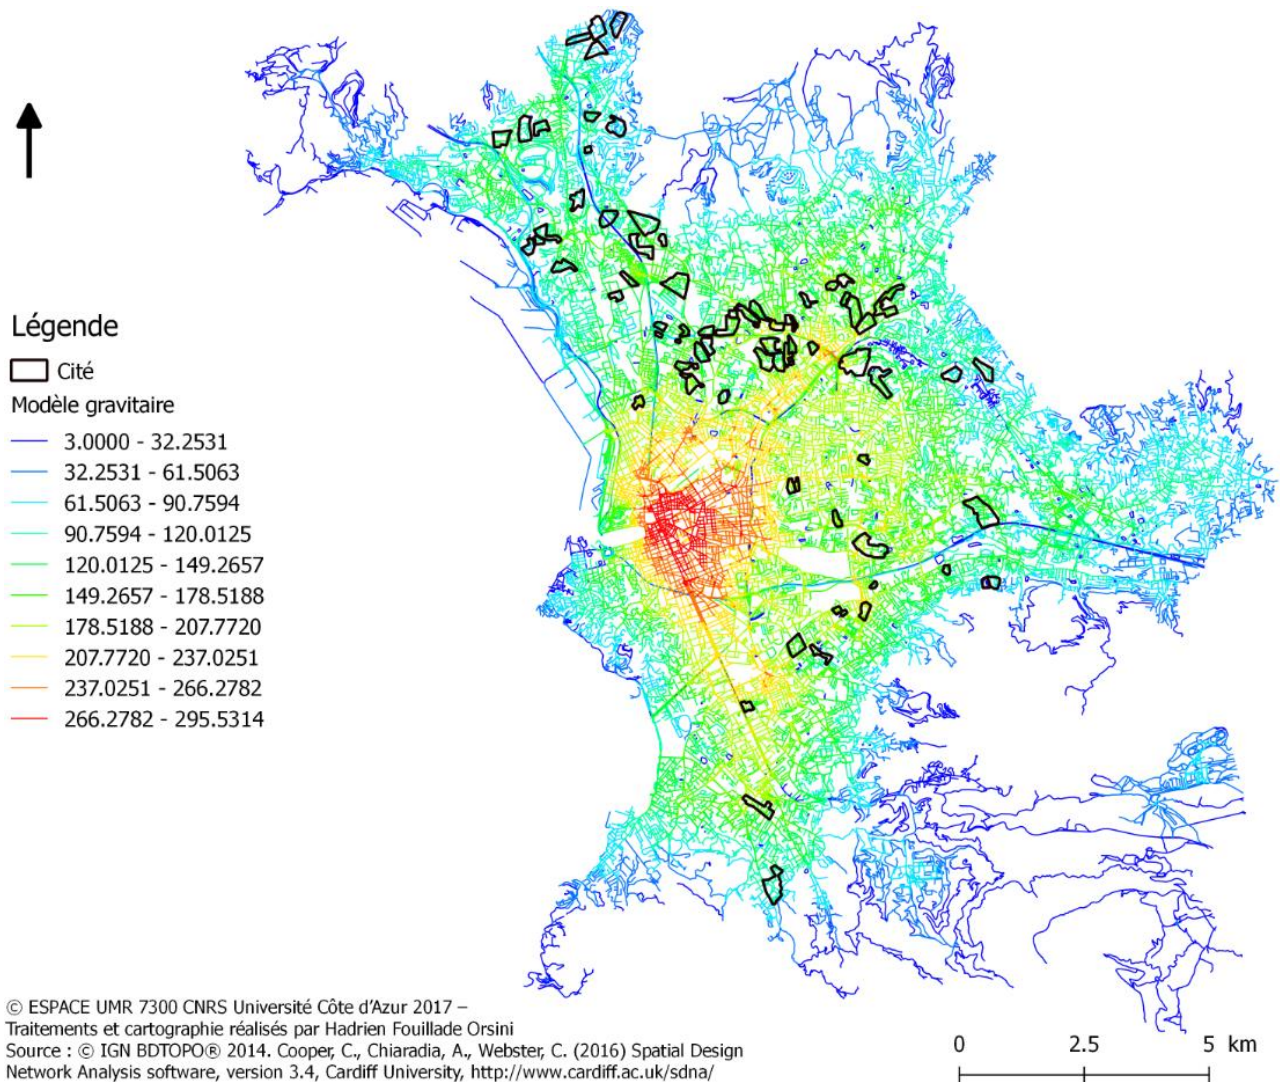 Légende
Cité
Modèle gravitaire
3.0000 - 32.2531
32.2531 - 61.5063
61.5063 - 90.7594
90.7594 - 120.0125
120.0125 - 149.2657
149.2657 - 178.5188
178.5188 - 207.7720
207.7720 - 237.0251
237.0251 - 266.2782
266.2782 - 295.5314
© ESPACE UMR 7300 CNRS Université Côte d'Azur 2017 –
Traitements et cartographie réalisés par Hadrien Fouillade Orsini
Source : © IGN BDTOPO® 2014. Cooper, C., Chiaradia, A., Webster, C. (2016) Spatial Design
Network Analysis software, version 3.4, Cardiff University, http://www.cardiff.ac.uk/sdna/
0 2.5 5 km